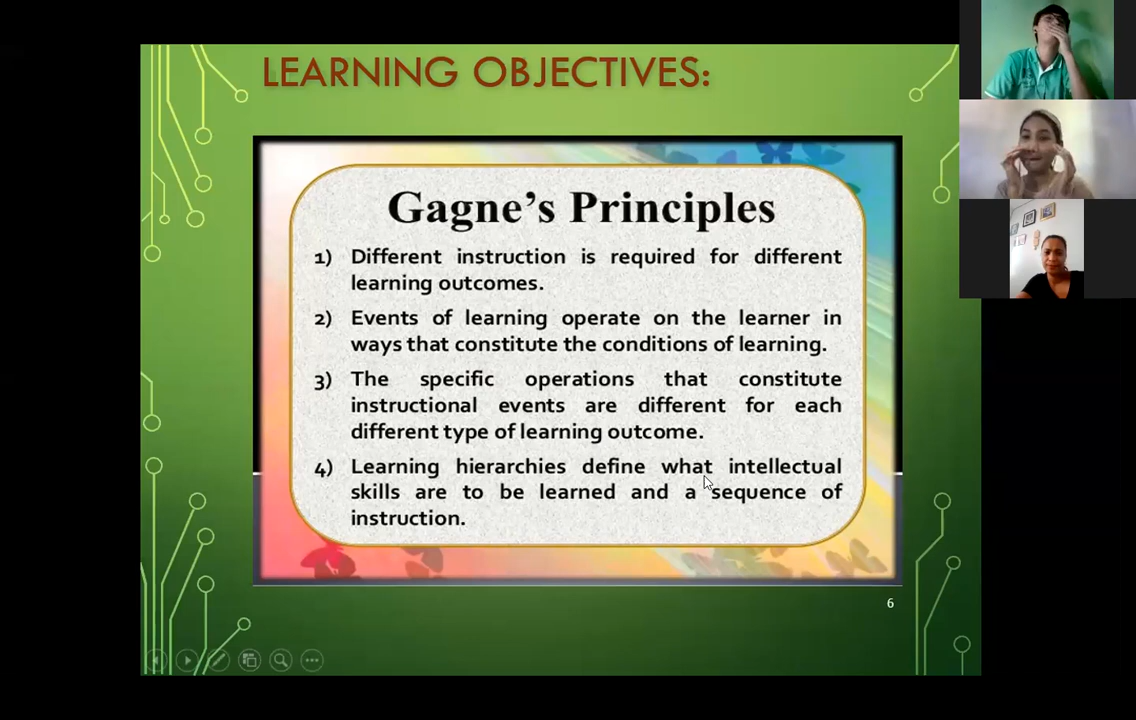 LEARNING OBJECTIVES:
Gagne's Principles
1) Different instruction is required for different
learning outcomes.
2) Events of learning operate on the learner in
ways that constitute the conditions of learning.
3) The specific operations that constitute
instructional events are different for each
different type of learning outcome.
4) Learning hierarchies define what intellectual
skills are to be learned and a sequence of
instruction.
6